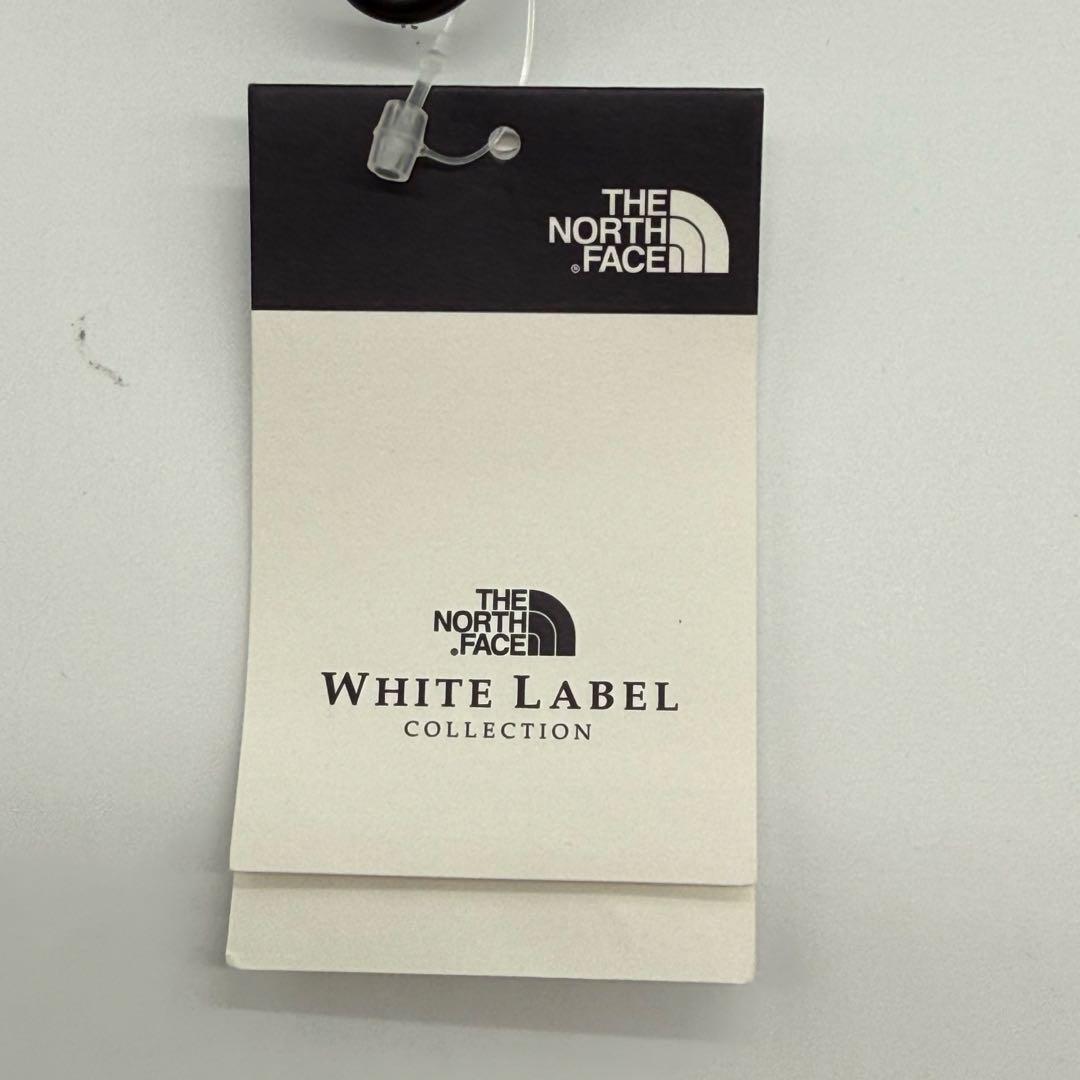 THE
NORTH
®FACE
THE
NORTH
FACE
WHITE LABEL
COLLECTION